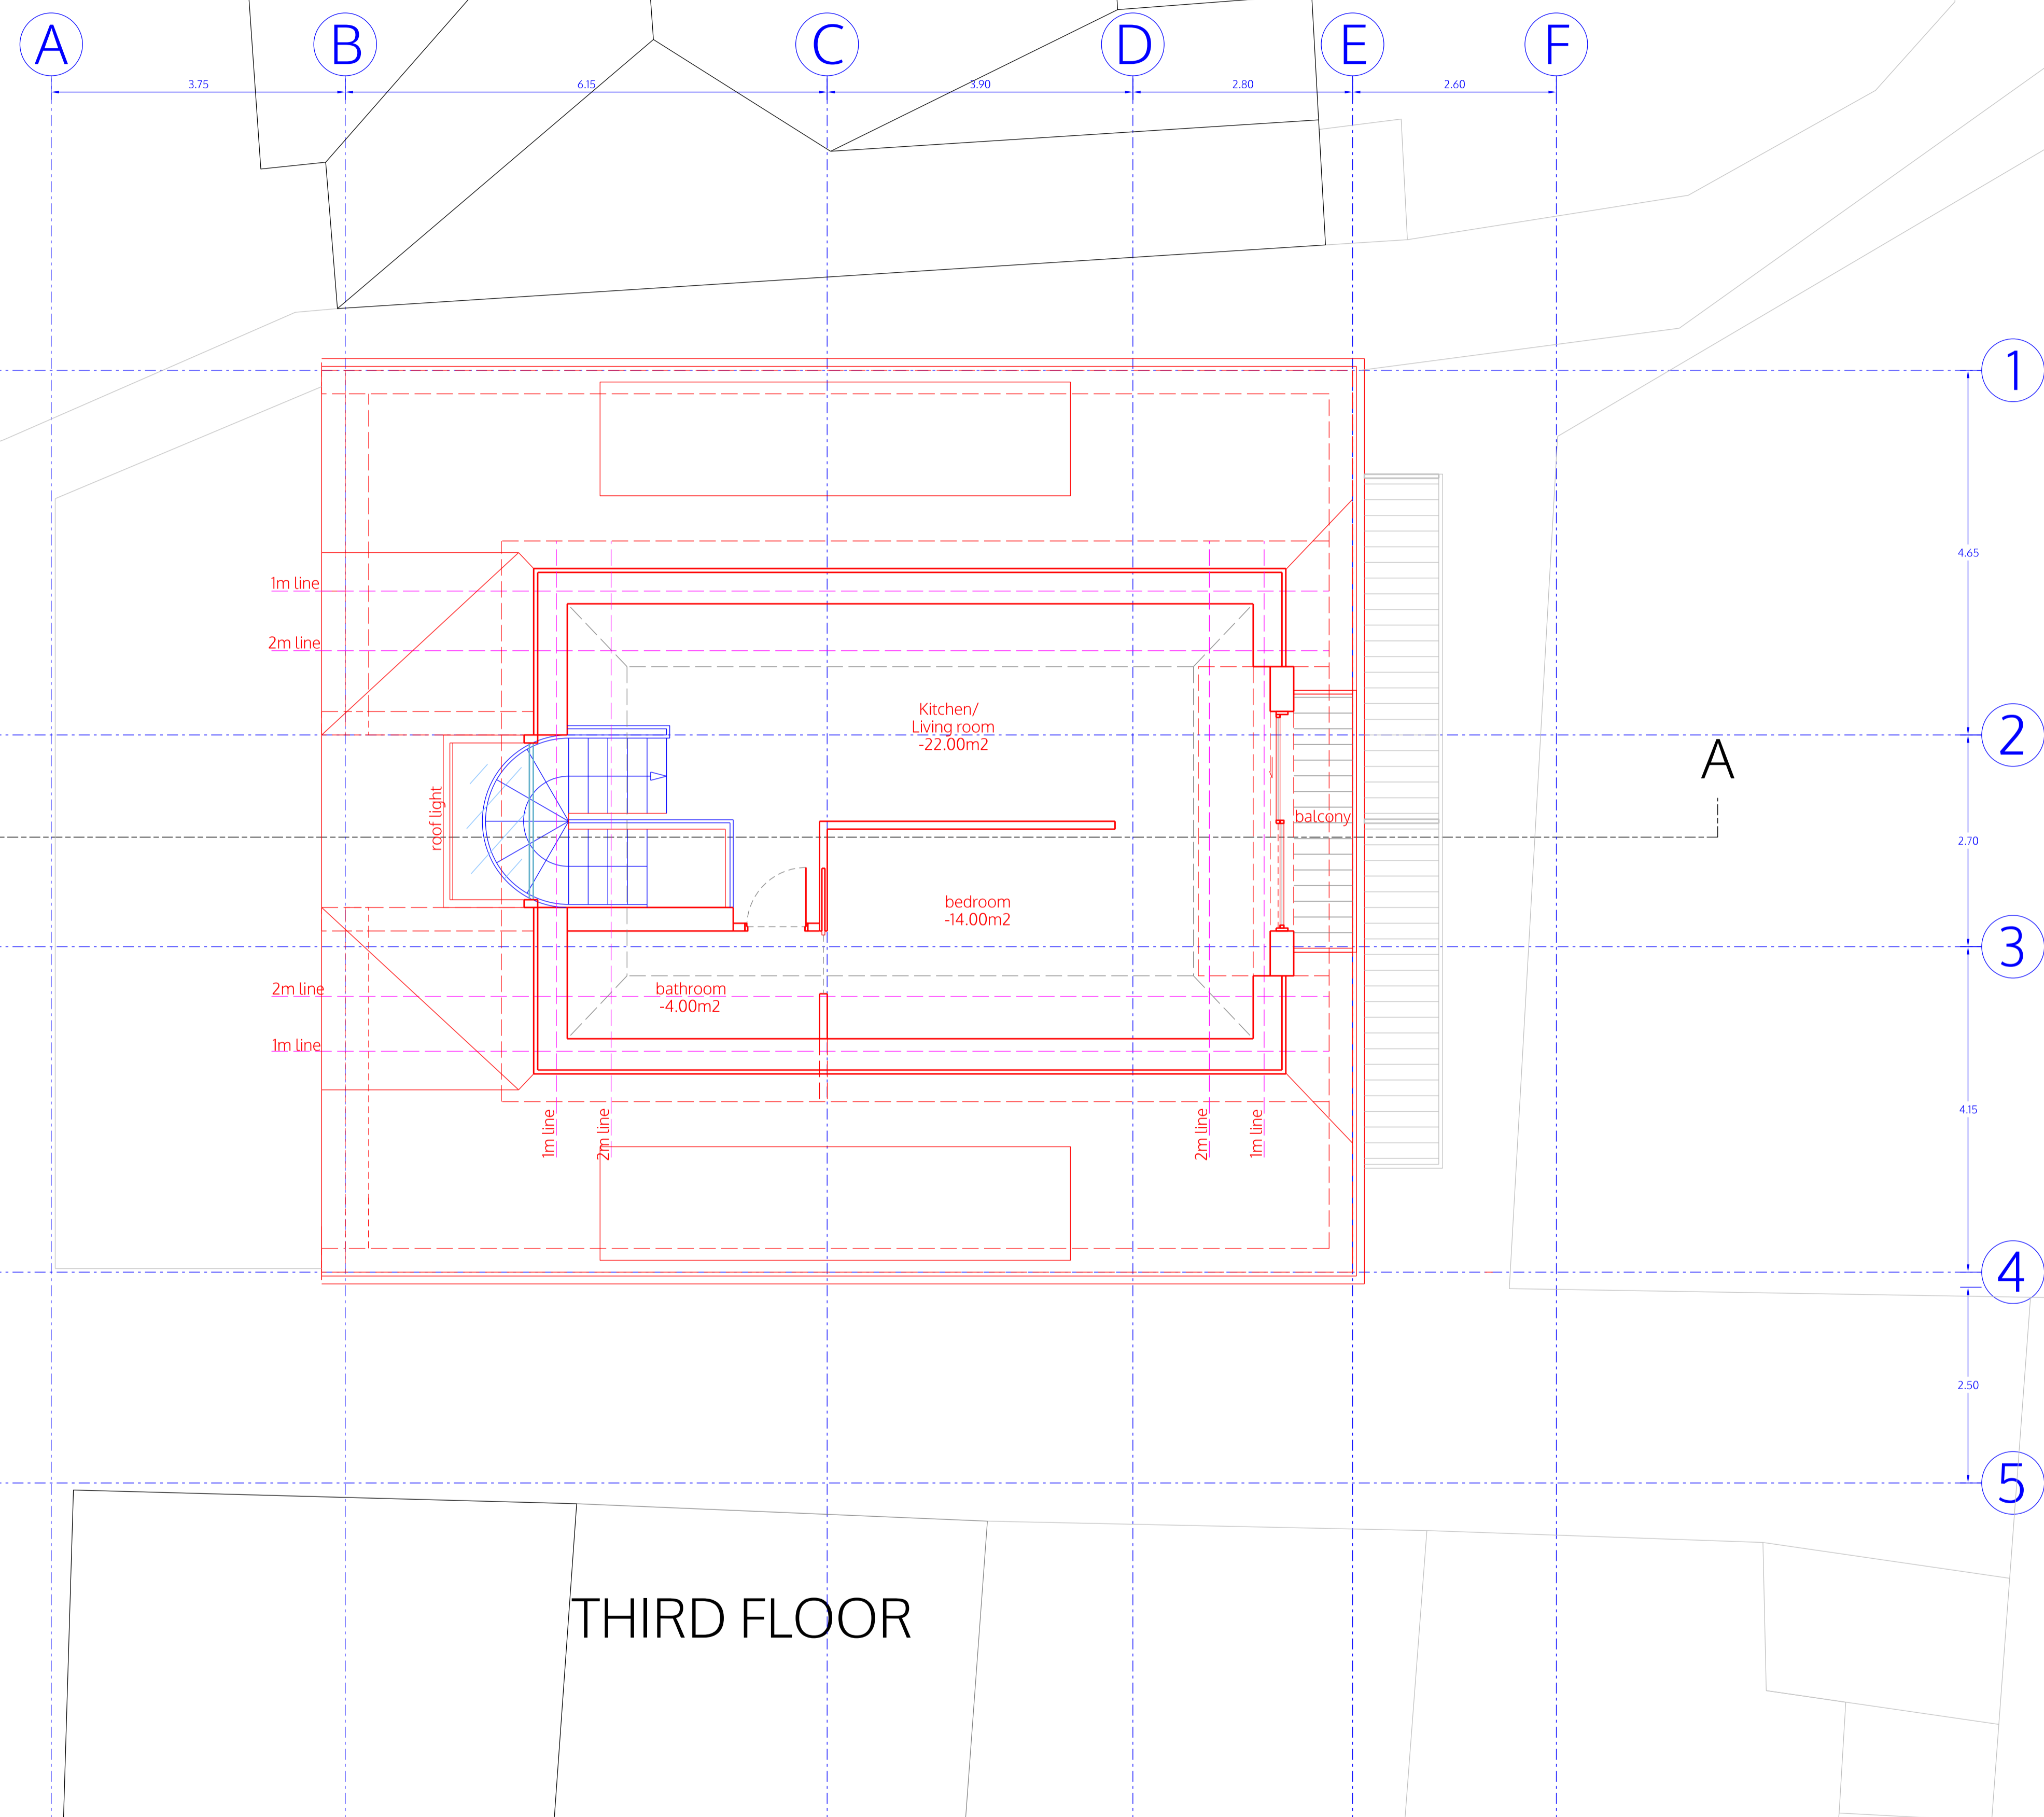 A
B
C
D
E
F
3.75
6.15
3.90
2.80
2.60
1
4.65
1m line
2m line
Kitchen/
Living room
-22.00m2
2
A
roof light
balcony
2.70
bedroom
-14.00m2
3
2m line
bathroom
-4.00m2
1m line
1m line
2m line
2m line
1m line
4.15
4
2.50
5
THIRD FLOOR